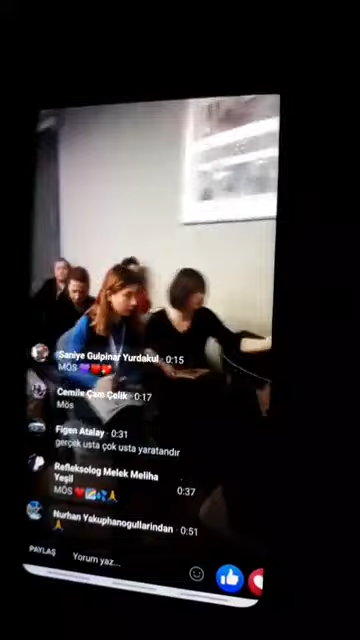 Saniye Gulpinar Yurdakul · 0:15
MÖS 💜❤️💘
Cemile Çam Çelik · 0:17
Mös
Figen Atalay · 0:31
gerçek usta çok usta yaratandır
Refleksolog Melek Meliha
Yeşil
MÖS ❤️🌊💦🙏 0:37
Nurhan Yakuphanogullarindan · 0:51
🙏
PAYLAŞ Yorum yaz...